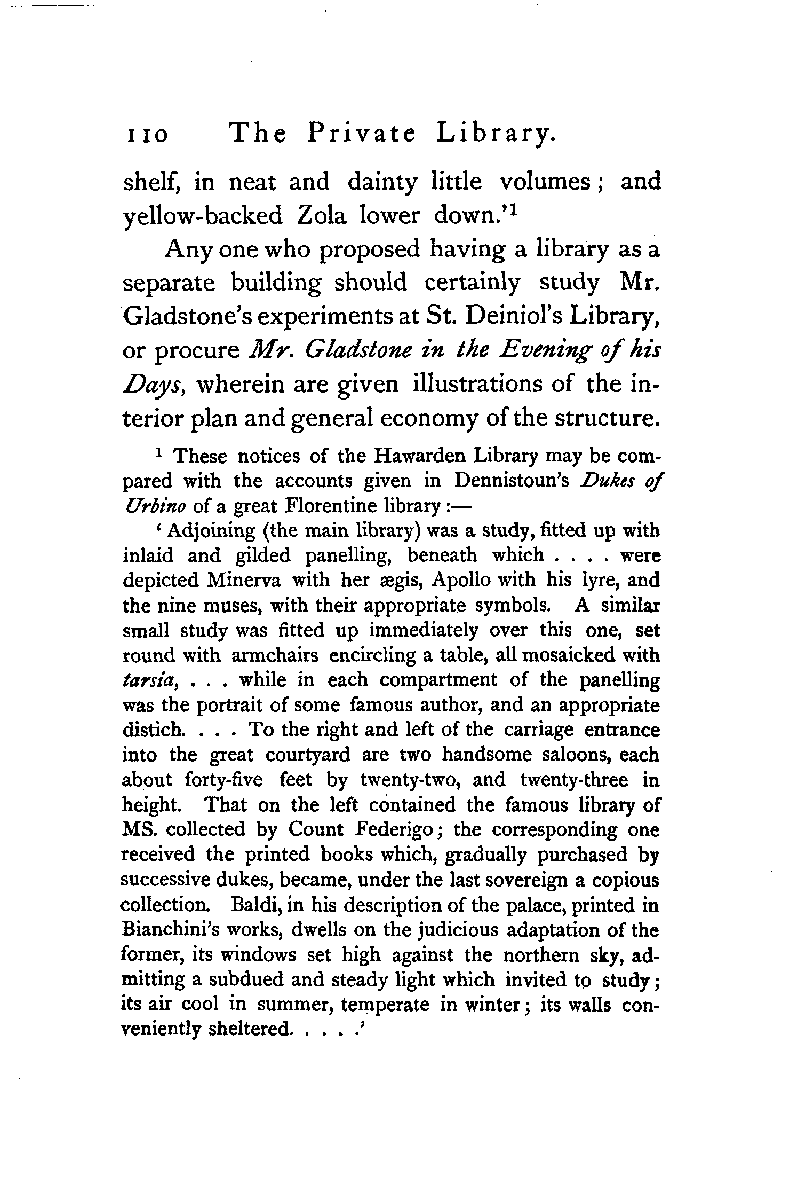 110 The Private Library.
shelf, in neat and dainty little volumes; and
yellow-backed Zola lower down.'1
Any one who proposed having a library as a
separate building should certainly study Mr.
Gladstone's experiments at St. Deiniol's Library,
or procure Mr. Gladstone in the Evening of his
Days, wherein are given illustrations of the in-
terior plan and general economy of the structure.
1 These notices of the Hawarden Library may be com-
pared with the accounts given in Dennistoun's Dukes of
Urbino of a great Florentine library:—
'Adjoining (the main library) was a study, fitted up with
inlaid and gilded panelling, beneath which . . . . were
depicted Minerva with her ægis, Apollo with his lyre, and
the nine muses, with their appropriate symbols. A similar
small study was fitted up immediately over this one, set
round with armchairs encircling a table, all mosaicked with
tarsia, . . . while in each compartment of the panelling
was the portrait of some famous author, and an appropriate
distich. . . . To the right and left of the carriage entrance
into the great courtyard are two handsome saloons, each
about forty-five feet by twenty-two, and twenty-three in
height. That on the left contained the famous library of
MS. collected by Count Federigo; the corresponding one
received the printed books which, gradually purchased by
successive dukes, became, under the last sovereign a copious
collection. Baldi, in his description of the palace, printed in
Bianchini's works, dwells on the judicious adaptation of the
former, its windows set high against the northern sky, ad-
mitting a subdued and steady light which invited to study;
its air cool in summer, temperate in winter; its walls con-
veniently sheltered. . . . .'